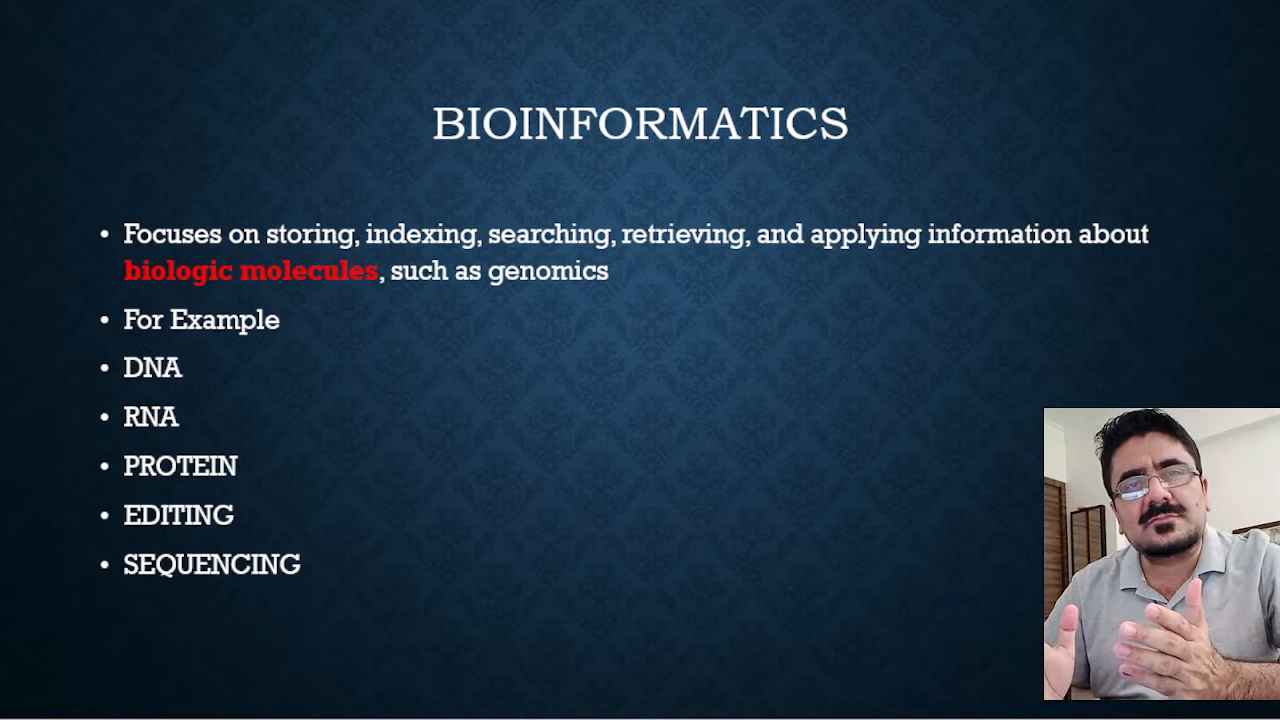 BIOINFORMATICS
• Focuses on storing, indexing, searching, retrieving, and applying information about
biologic molecules, such as genomics
• For Example
• DNA
• RNA
• PROTEIN
• EDITING
• SEQUENCING